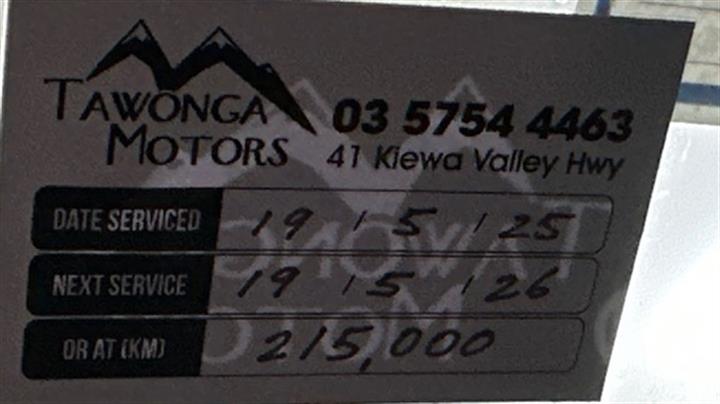 TAWONGA
MOTORS
03 5754 4463
41 Kiewa Valley Hwy
DATE SERVICED 19 / 5 / 25
NEXT SERVICE 19 / 5 / 26
OR AT (KM) 215,000